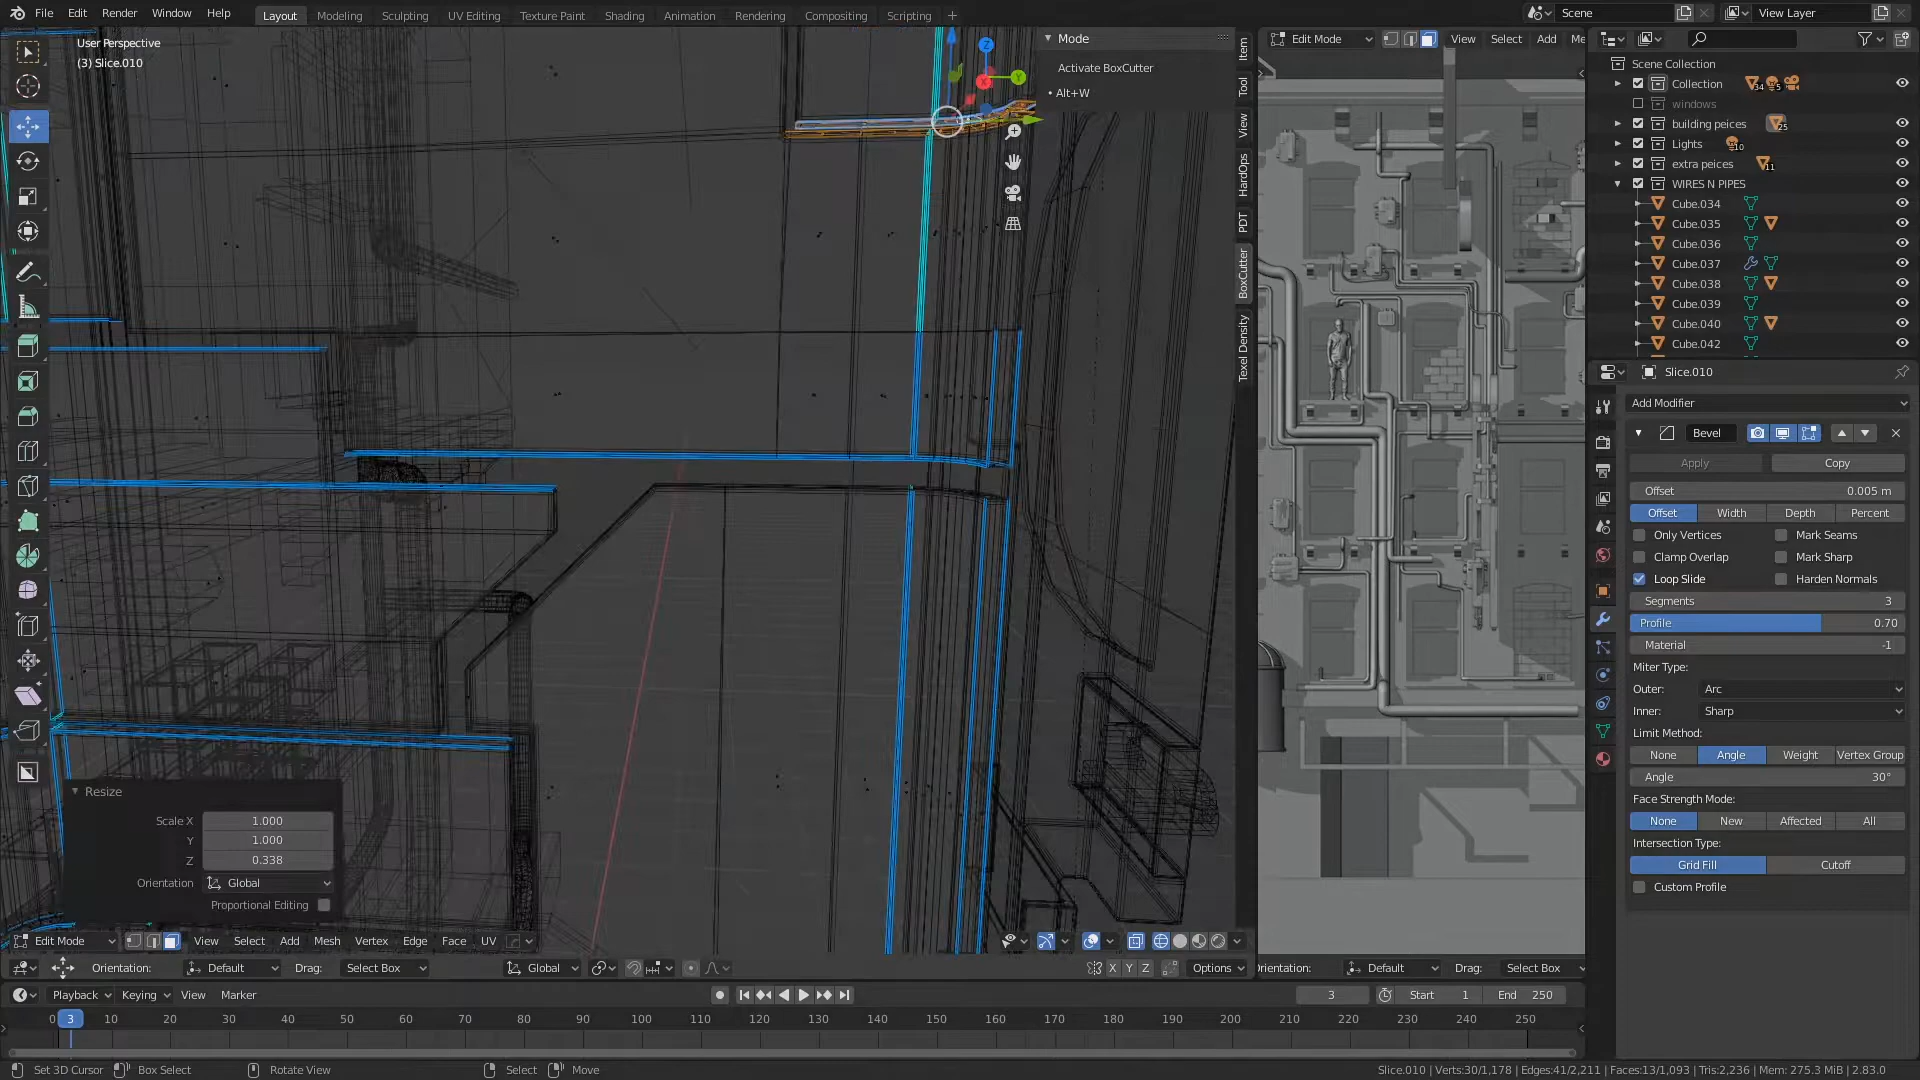 File Edit Render Window Help Layout Modeling Sculpting UV Editing Texture Paint Shading Animation Rendering Compositing Scripting + Scene View Layer
User Perspective
(3) Slice.010
Mode
Activate BoxCutter
• Alt+W
Z
Y
X
Item
Tool
View
HardOps
PDT
BoxCutter
Texel Density
Edit Mode View Select Add Me
Scene Collection
Collection 34 5
windows
building peices 25
Lights 10
extra peices 11
WIRES N PIPES
Cube.034
Cube.035
Cube.036
Cube.037
Cube.038
Cube.039
Cube.040
Cube.042
Slice.010
Add Modifier
Bevel
Apply Copy
Offset 0.005 m
Offset Width Depth Percent
Only Vertices Mark Seams
Clamp Overlap Mark Sharp
Loop Slide Harden Normals
Segments 3
Profile 0.70
Material -1
Miter Type:
Outer: Arc
Inner: Sharp
Limit Method:
None Angle Weight Vertex Group
Angle 30°
Face Strength Mode:
None New Affected All
Intersection Type:
Grid Fill Cutoff
Custom Profile
Resize
Scale X 1.000
Y 1.000
Z 0.338
Orientation Global
Proportional Editing
Edit Mode View Select Add Mesh Vertex Edge Face UV
Orientation: Default Drag: Select Box Global X Y Z Options
rientation: Default Drag: Select Box
Playback Keying View Marker 3 Start 1 End 250
0 3 10 20 30 40 50 60 70 80 90 100 110 120 130 140 150 160 170 180 190 200 210 220 230 240 250
Set 3D Cursor Box Select Rotate View Select Move Slice.010 | Verts:30/1,178 | Edges:41/2,211 | Faces:13/1,093 | Tris:2,236 | Mem: 275.3 MiB | 2.83.0